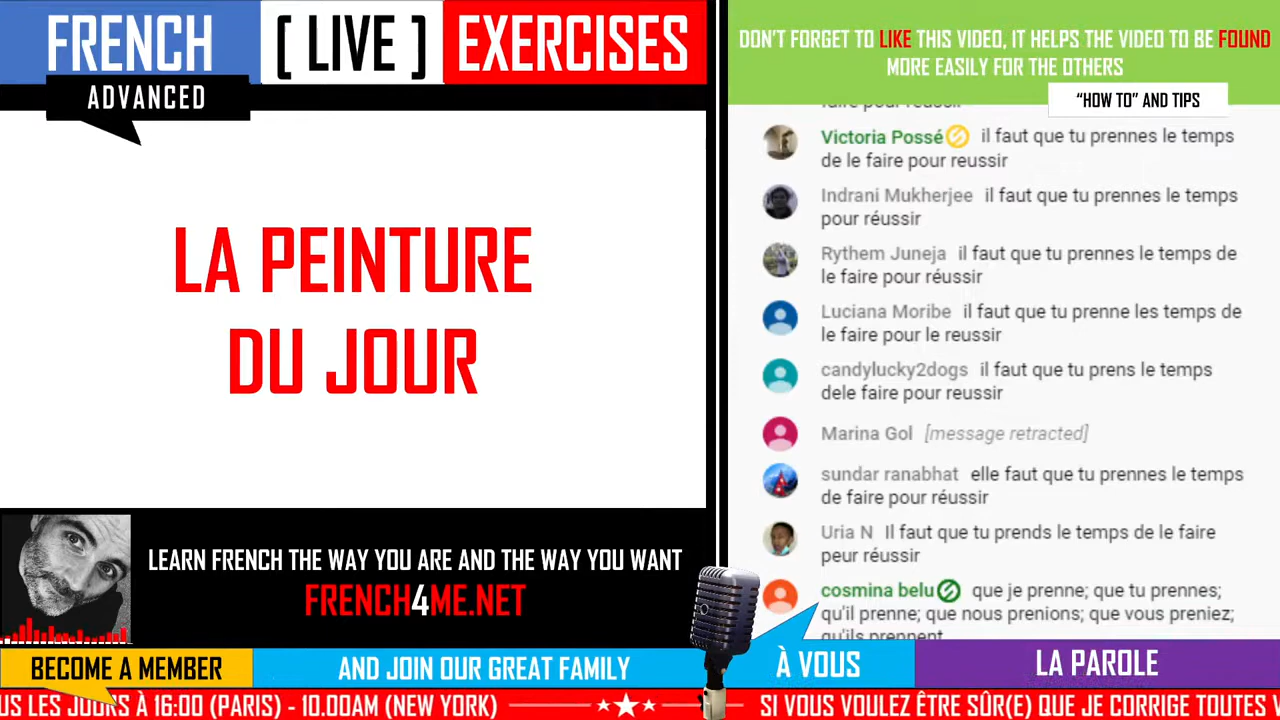 FRENCH [ LIVE ] EXERCISES
ADVANCED
LA PEINTURE
DU JOUR
LEARN FRENCH THE WAY YOU ARE AND THE WAY YOU WANT
FRENCH4ME.NET
BECOME A MEMBER
AND JOIN OUR GREAT FAMILY
DON'T FORGET TO LIKE THIS VIDEO, IT HELPS THE VIDEO TO BE FOUND
MORE EASILY FOR THE OTHERS
"HOW TO" AND TIPS
faire pour réussir
Victoria Possé il faut que tu prennes le temps
de le faire pour reussir
Indrani Mukherjee il faut que tu prennes le temps
pour réussir
Rythem Juneja il faut que tu prennes le temps de
le faire pour réussir
Luciana Moribe il faut que tu prenne les temps de
le faire pour le reussir
candylucky2dogs il faut que tu prens le temps
dele faire pour reussir
Marina Gol [message retracted]
sundar ranabhat elle faut que tu prennes le temps
de faire pour réussir
Uria N Il faut que tu prends le temps de le faire
peur réussir
cosmina belu que je prenne; que tu prennes;
qu'il prenne; que nous prenions; que vous preniez;
qu'ils prennent
À VOUS
LA PAROLE
US LES JOURS À 16:00 (PARIS) - 10.00AM (NEW YORK)
SI VOUS VOULEZ ÊTRE SÛR(E) QUE JE CORRIGE TOUTES V